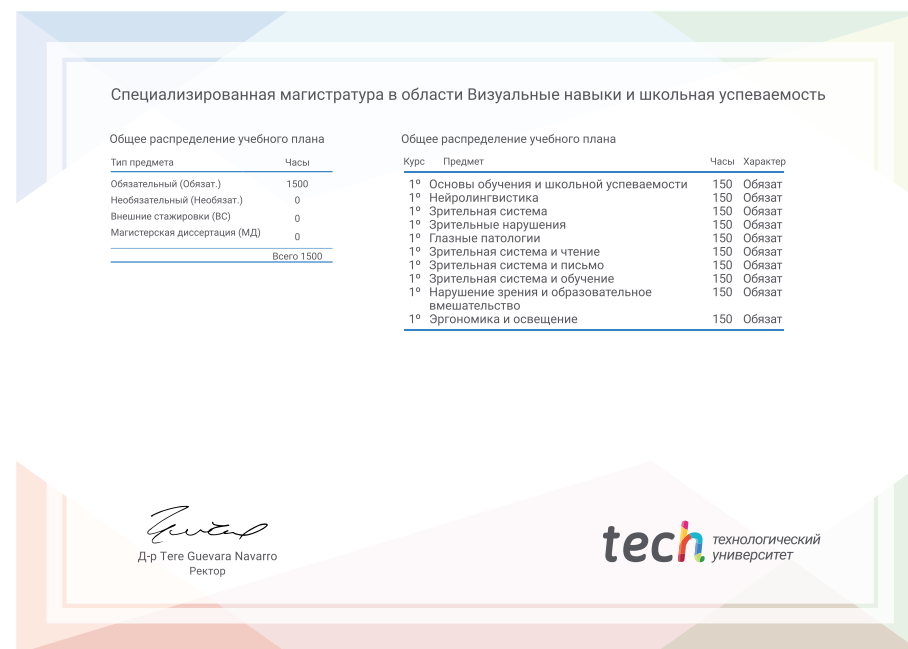 Специализированная магистратура в области Визуальные навыки и школьная успеваемость
Общее распределение учебного плана
Тип предмета Часы
Обязательный (Обязат.) 1500
Необязательный (Необязат.) 0
Внешние стажировки (ВС) 0
Магистерская диссертация (МД) 0
Всего 1500
Общее распределение учебного плана
Курс Предмет Часы Характер
1º Основы обучения и школьной успеваемости 150 Обязат
1º Нейролингвистика 150 Обязат
1º Зрительная система 150 Обязат
1º Зрительные нарушения 150 Обязат
1º Глазные патологии 150 Обязат
1º Зрительная система и чтение 150 Обязат
1º Зрительная система и письмо 150 Обязат
1º Зрительная система и обучение 150 Обязат
1º Нарушение зрения и образовательное 150 Обязат
вмешательство
1º Эргономика и освещение 150 Обязат
Д-р Tere Guevara Navarro
Ректор
tech технологический
университет